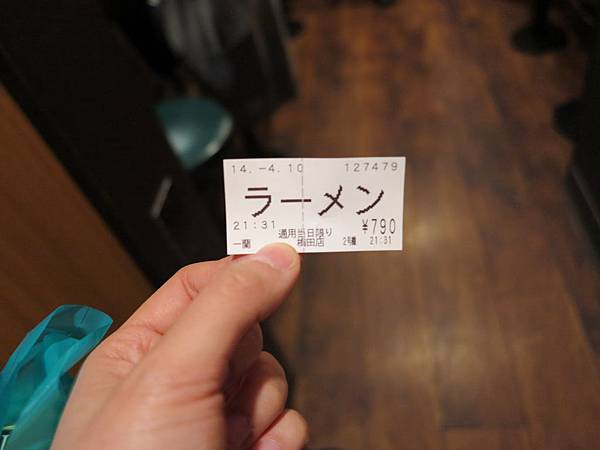 14.-4.10 127479
ラーメン
21:31 ¥790
通用当日限り
一蘭 梅田店 2号機 21:31